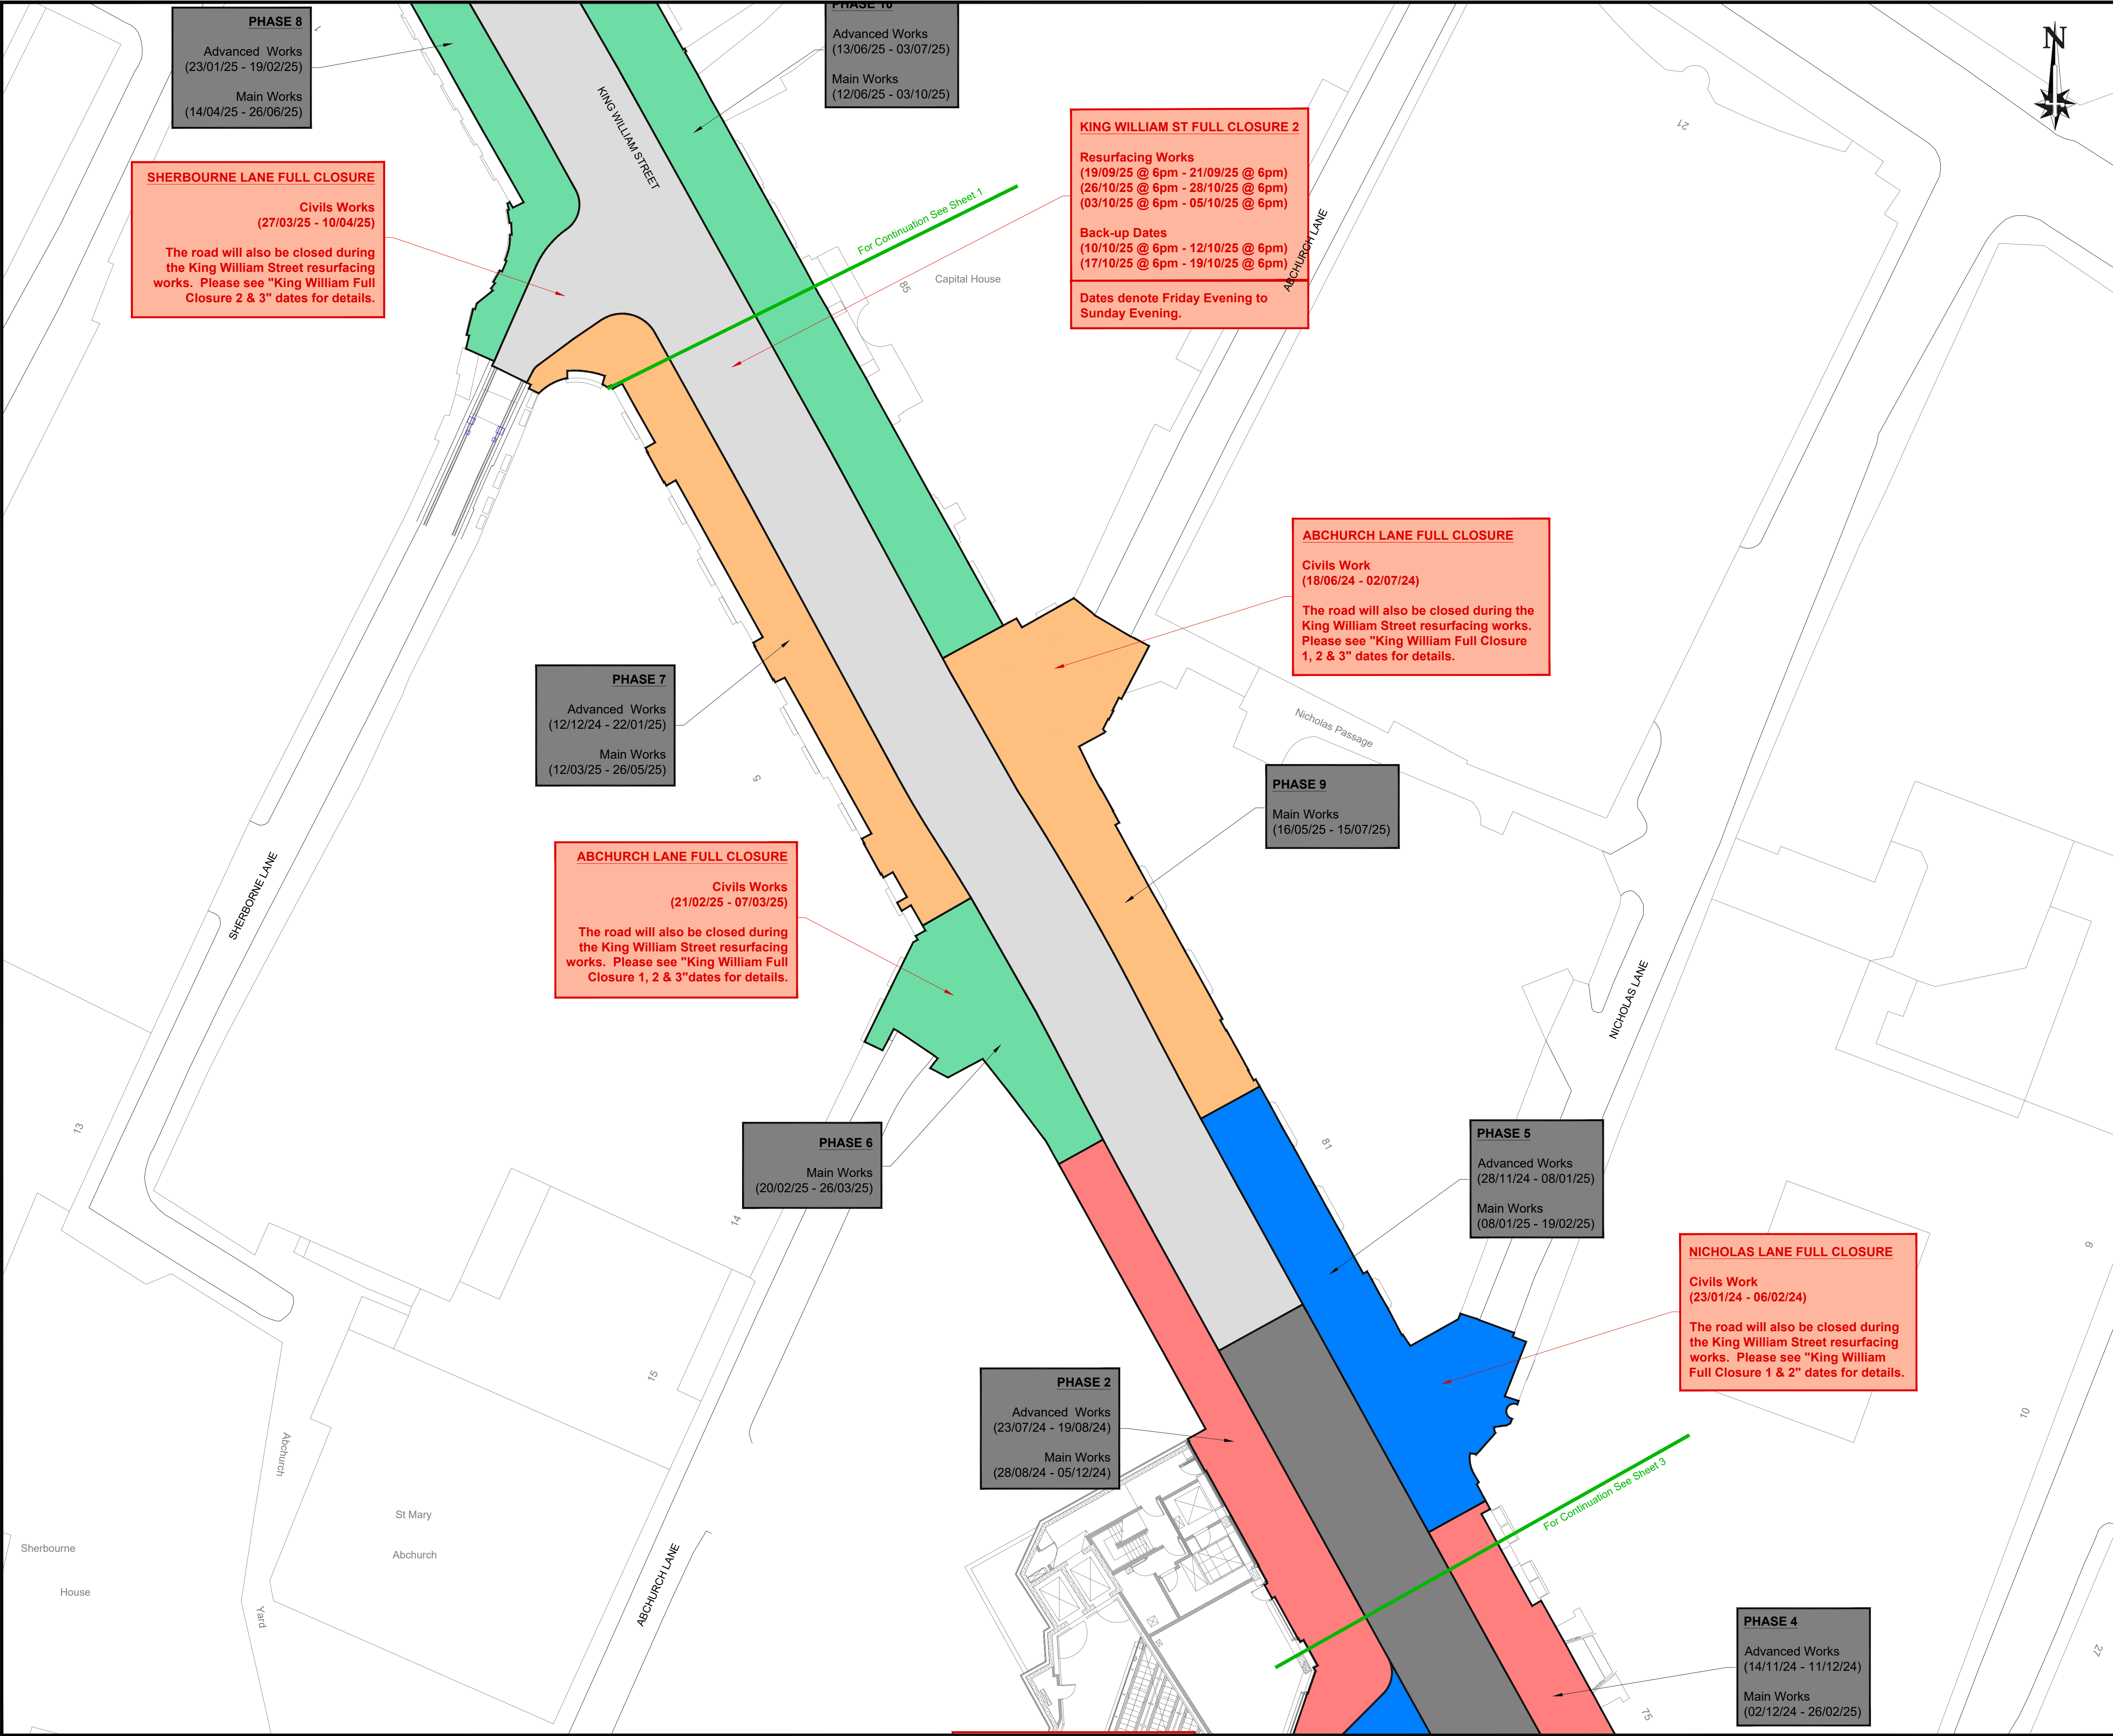 PHASE 8
Advanced Works
(23/01/25 - 19/02/25)
Main Works
(14/04/25 - 26/06/25)
PHASE 10
Advanced Works
(13/06/25 - 03/07/25)
Main Works
(12/06/25 - 03/10/25)
N
KING WILLIAM STREET
21
KING WILLIAM ST FULL CLOSURE 2
Resurfacing Works
(19/09/25 @ 6pm - 21/09/25 @ 6pm)
(26/10/25 @ 6pm - 28/10/25 @ 6pm)
(03/10/25 @ 6pm - 05/10/25 @ 6pm)
Back-up Dates
(10/10/25 @ 6pm - 12/10/25 @ 6pm)
(17/10/25 @ 6pm - 19/10/25 @ 6pm)
Dates denote Friday Evening to
Sunday Evening.
ABCHURCH LANE
SHERBOURNE LANE FULL CLOSURE
Civils Works
(27/03/25 - 10/04/25)
The road will also be closed during
the King William Street resurfacing
works. Please see "King William Full
Closure 2 & 3" dates for details.
For Continuation See Sheet 1
85
Capital House
ABCHURCH LANE FULL CLOSURE
Civils Work
(18/06/24 - 02/07/24)
The road will also be closed during the
King William Street resurfacing works.
Please see "King William Full Closure
1, 2 & 3" dates for details.
PHASE 7
Advanced Works
(12/12/24 - 22/01/25)
Main Works
(12/03/25 - 26/05/25)
5
Nicholas Passage
PHASE 9
Main Works
(16/05/25 - 15/07/25)
ABCHURCH LANE FULL CLOSURE
Civils Works
(21/02/25 - 07/03/25)
The road will also be closed during
the King William Street resurfacing
works. Please see "King William Full
Closure 1, 2 & 3"dates for details.
SHERBORNE LANE
NICHOLAS LANE
13
PHASE 6
Main Works
(20/02/25 - 26/03/25)
81
PHASE 5
Advanced Works
(28/11/24 - 08/01/25)
Main Works
(08/01/25 - 19/02/25)
14
NICHOLAS LANE FULL CLOSURE
Civils Work
(23/01/24 - 06/02/24)
The road will also be closed during
the King William Street resurfacing
works. Please see "King William
Full Closure 1 & 2" dates for details.
9
15
PHASE 2
Advanced Works
(23/07/24 - 19/08/24)
Main Works
(28/08/24 - 05/12/24)
10
Abchurch
Yard
St Mary
Abchurch
Sherbourne
House
For Continuation See Sheet 3
ABCHURCH LANE
PHASE 4
Advanced Works
(14/11/24 - 11/12/24)
Main Works
(02/12/24 - 26/02/25)
27
75